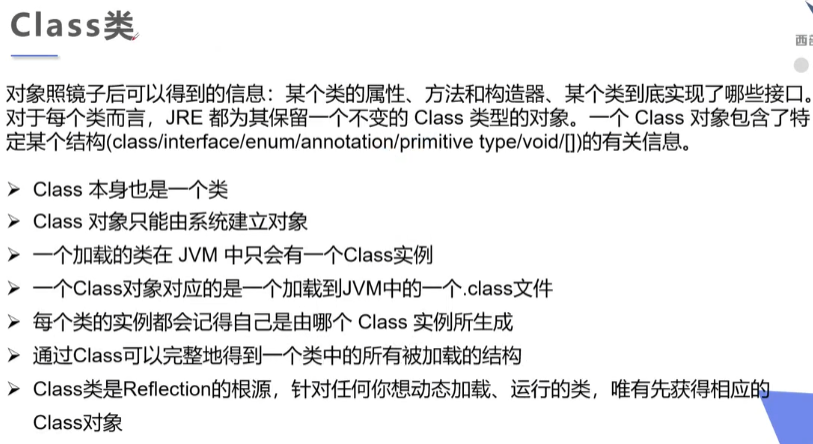 Class类
西部
对象照镜子后可以得到的信息：某个类的属性、方法和构造器、某个类到底实现了哪些接口。
对于每个类而言，JRE 都为其保留一个不变的 Class 类型的对象。一个 Class 对象包含了特
定某个结构(class/interface/enum/annotation/primitive type/void/[])的有关信息。
➢ Class 本身也是一个类
➢ Class 对象只能由系统建立对象
➢ 一个加载的类在 JVM 中只会有一个Class实例
➢ 一个Class对象对应的是一个加载到JVM中的一个.class文件
➢ 每个类的实例都会记得自己是由哪个 Class 实例所生成
➢ 通过Class可以完整地得到一个类中的所有被加载的结构
➢ Class类是Reflection的根源，针对任何你想动态加载、运行的类，唯有先获得相应的
Class对象